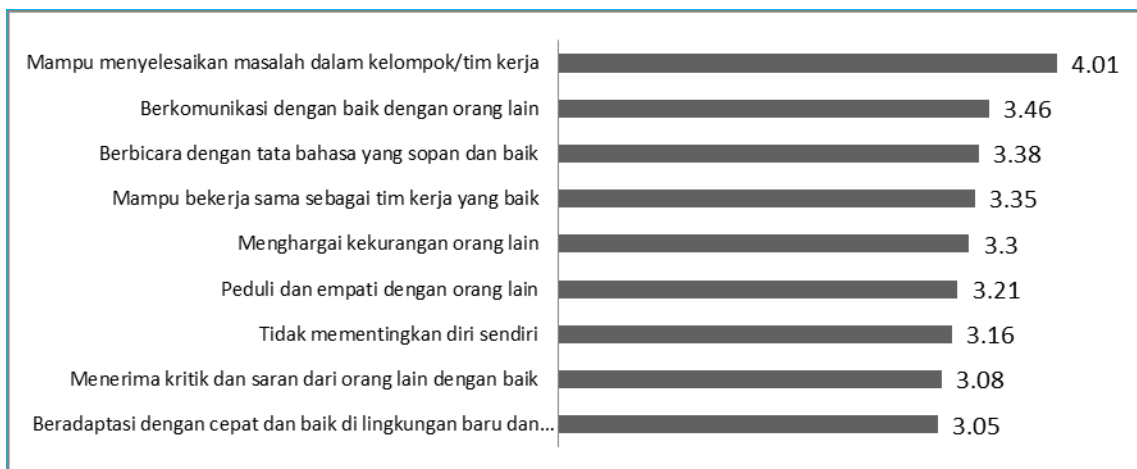 Mampu menyelesaikan masalah dalam kelompok/tim kerja 4.01
Berkomunikasi dengan baik dengan orang lain 3.46
Berbicara dengan tata bahasa yang sopan dan baik 3.38
Mampu bekerja sama sebagai tim kerja yang baik 3.35
Menghargai kekurangan orang lain 3.3
Peduli dan empati dengan orang lain 3.21
Tidak mementingkan diri sendiri 3.16
Menerima kritik dan saran dari orang lain dengan baik 3.08
Beradaptasi dengan cepat dan baik di lingkungan baru dan... 3.05